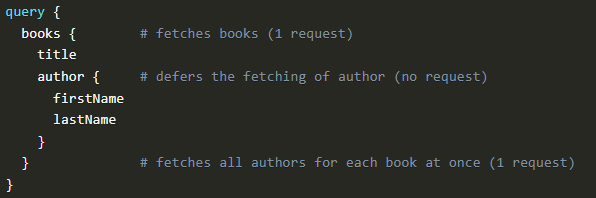 query {
  books {        # fetches books (1 request)
    title
    author {     # defers the fetching of author (no request)
      firstName
      lastName
    }
  }              # fetches all authors for each book at once (1 request)
}